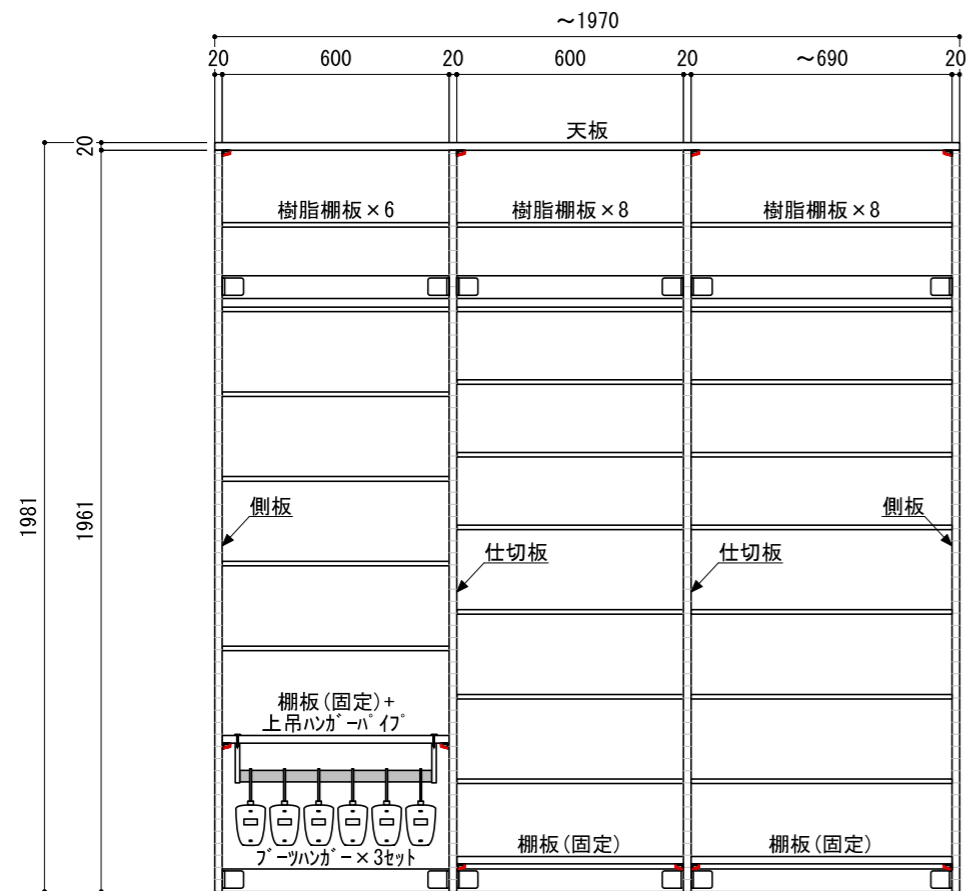 ～1970
20 600 20 600 20 ～690 20
天板
20
樹脂棚板×6 樹脂棚板×8 樹脂棚板×8
1981
1961
側板 側板
仕切板 仕切板
棚板(固定)+
上吊ﾊﾝｶﾞｰﾊﾟｲﾌﾟ
ﾌﾞｰﾂﾊﾝｶﾞｰ×3ｾｯﾄ
棚板(固定) 棚板(固定)